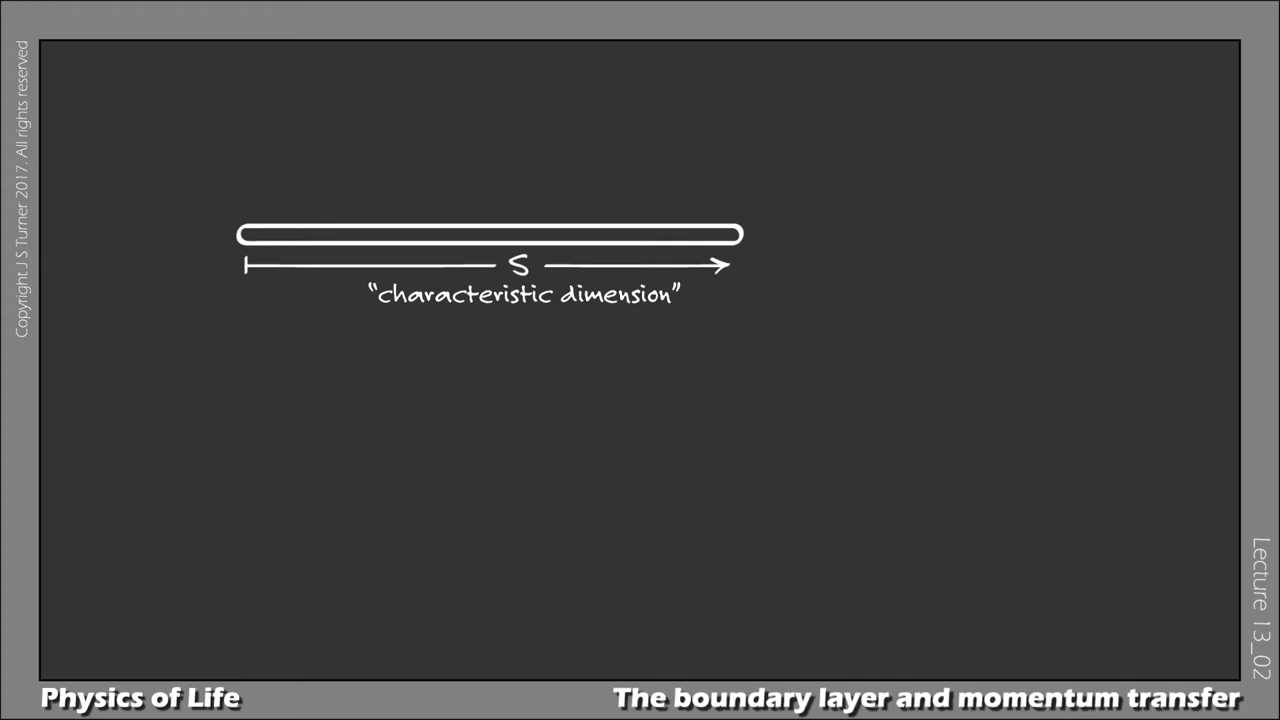 Copyright J S Turner 2017. All rights reserved
S
“characteristic dimension”
Lecture 13_02
Physics of Life
The boundary layer and momentum transfer